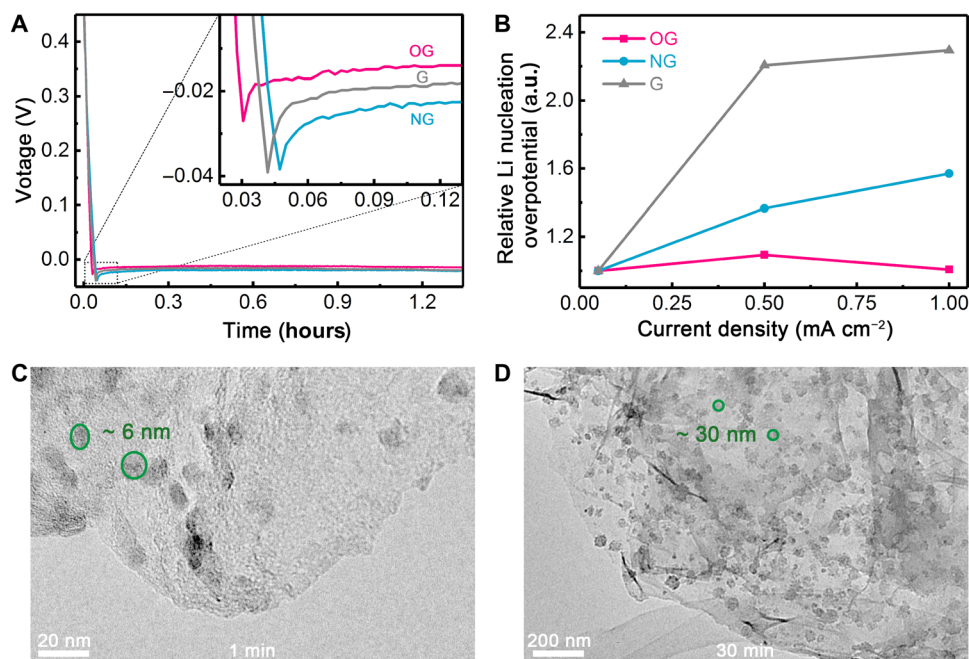 A
Votage (V)
0.4
0.3
0.2
0.1
0.0
0.0
0.3
0.6
0.9
1.2
Time (hours)
−0.02
−0.04
0.03
0.06
0.09
0.12
OG
G
NG
B
Relative Li nucleation
overpotential (a.u.)
2.4
2.0
1.6
1.2
1.0
0.00
0.25
0.50
0.75
1.00
Current density (mA cm⁻²)
OG
NG
G
C
~ 6 nm
20 nm
1 min
D
~ 30 nm
200 nm
30 min